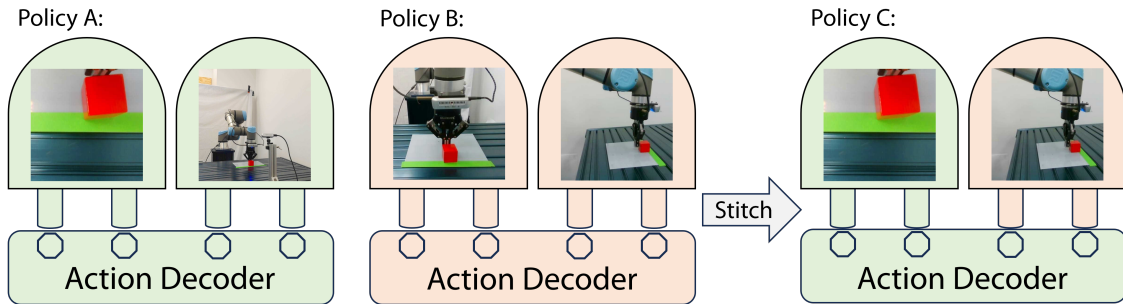 Policy A:
Policy B:
Policy C:
Stitch
Action Decoder
Action Decoder
Action Decoder